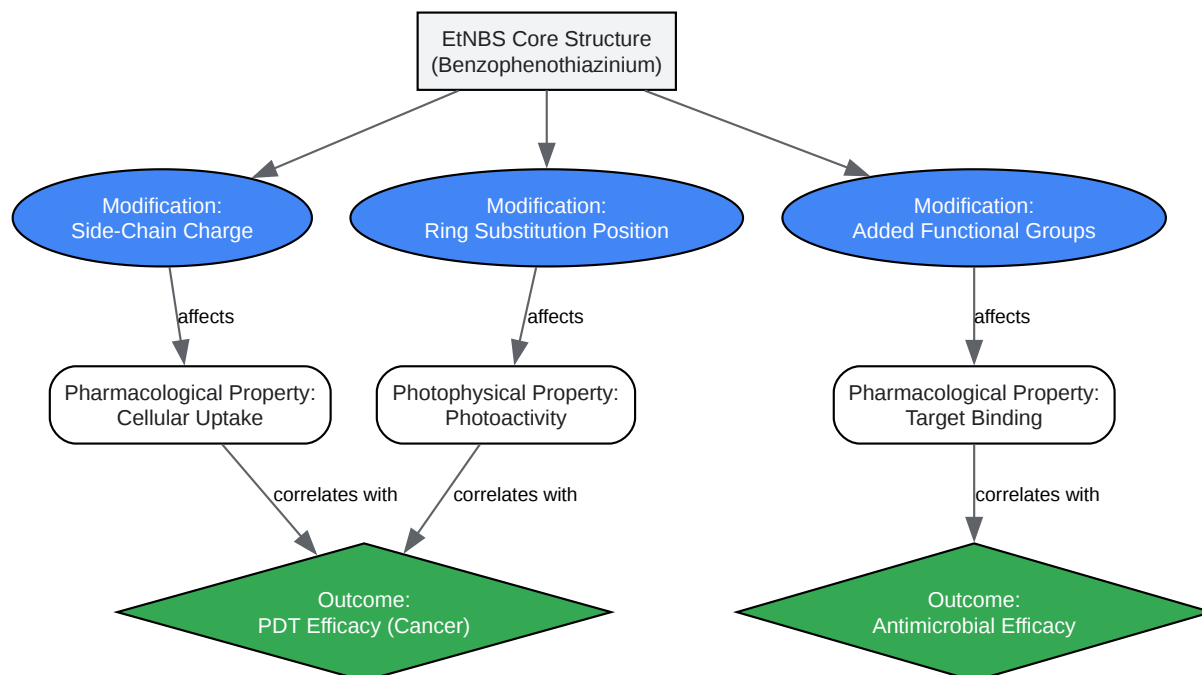 EtNBS Core Structure
(Benzophenothiazinium)
Modification:
Side-Chain Charge
Modification:
Ring Substitution Position
Modification:
Added Functional Groups
affects
affects
affects
Pharmacological Property:
Cellular Uptake
Photophysical Property:
Photoactivity
Pharmacological Property:
Target Binding
correlates with
correlates with
correlates with
Outcome:
PDT Efficacy (Cancer)
Outcome:
Antimicrobial Efficacy